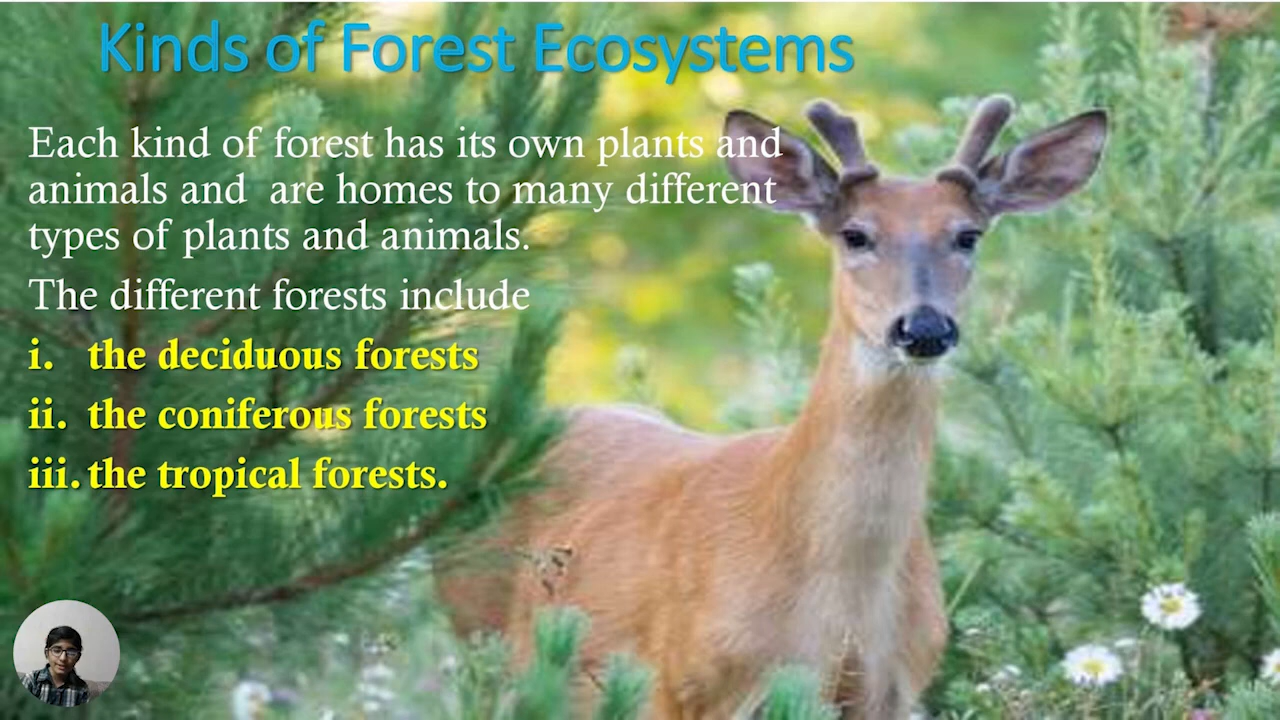 Kinds of Forest Ecosystems
Each kind of forest has its own plants and
animals and are homes to many different
types of plants and animals.
The different forests include
i. the deciduous forests
ii. the coniferous forests
iii. the tropical forests.